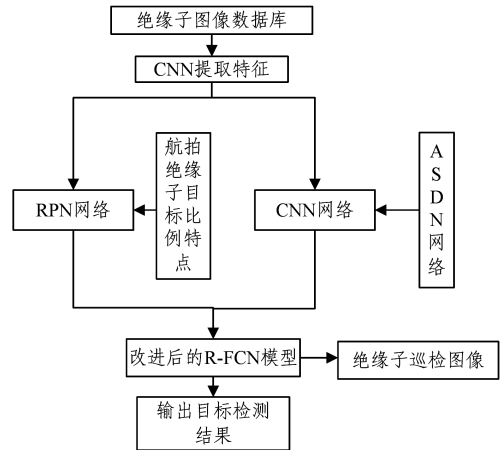 绝缘子图像数据库
CNN提取特征
航拍
绝缘
子目
标比
例特
点
A
S
D
N
网
络
RPN网络
CNN网络
改进后的R-FCN模型
绝缘子巡检图像
输出目标检测
结果